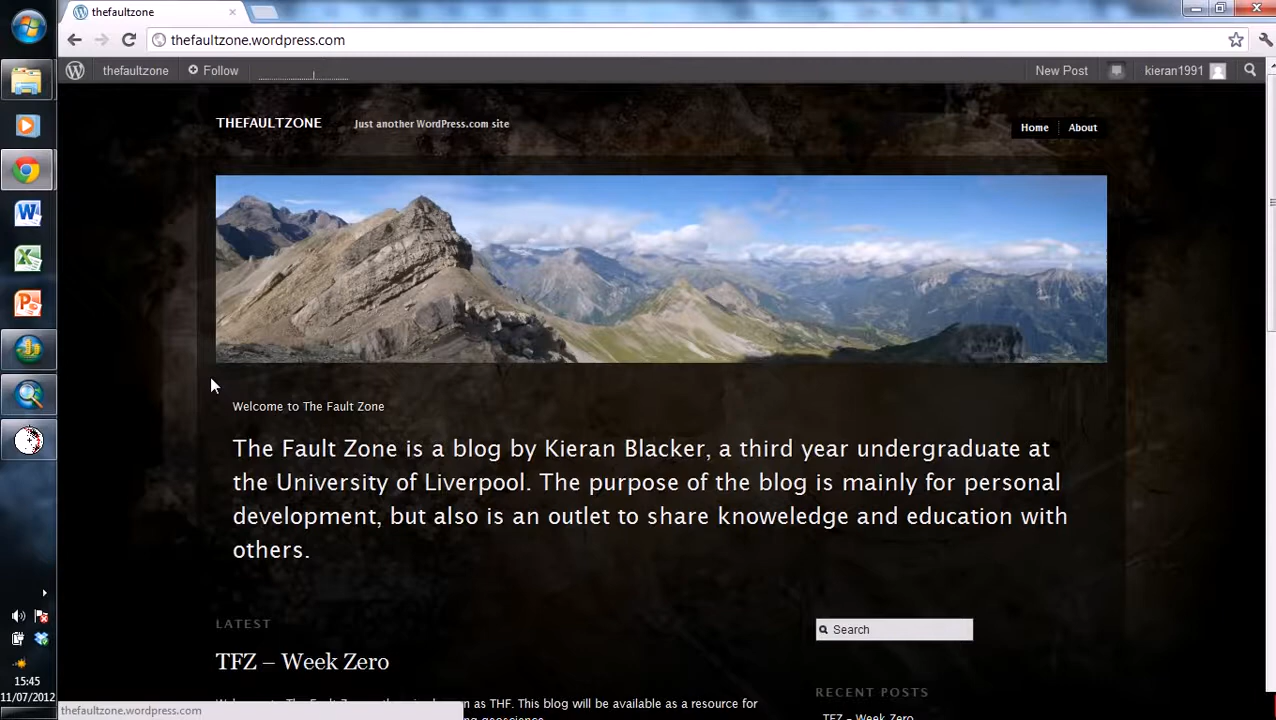 thefaultzone
thefaultzone.wordpress.com
thefaultzone Follow New Post kieran1991
THEFAULTZONE Just another WordPress.com site Home About
Welcome to The Fault Zone
The Fault Zone is a blog by Kieran Blacker, a third year undergraduate at
the University of Liverpool. The purpose of the blog is mainly for personal
development, but also is an outlet to share knoweledge and education with
others.
LATEST
Search
TFZ – Week Zero
RECENT POSTS
as THF. This blog will be available as a resource for
TFZ – Week Zero
geoscience
15:45
11/07/2012
thefaultzone.wordpress.com